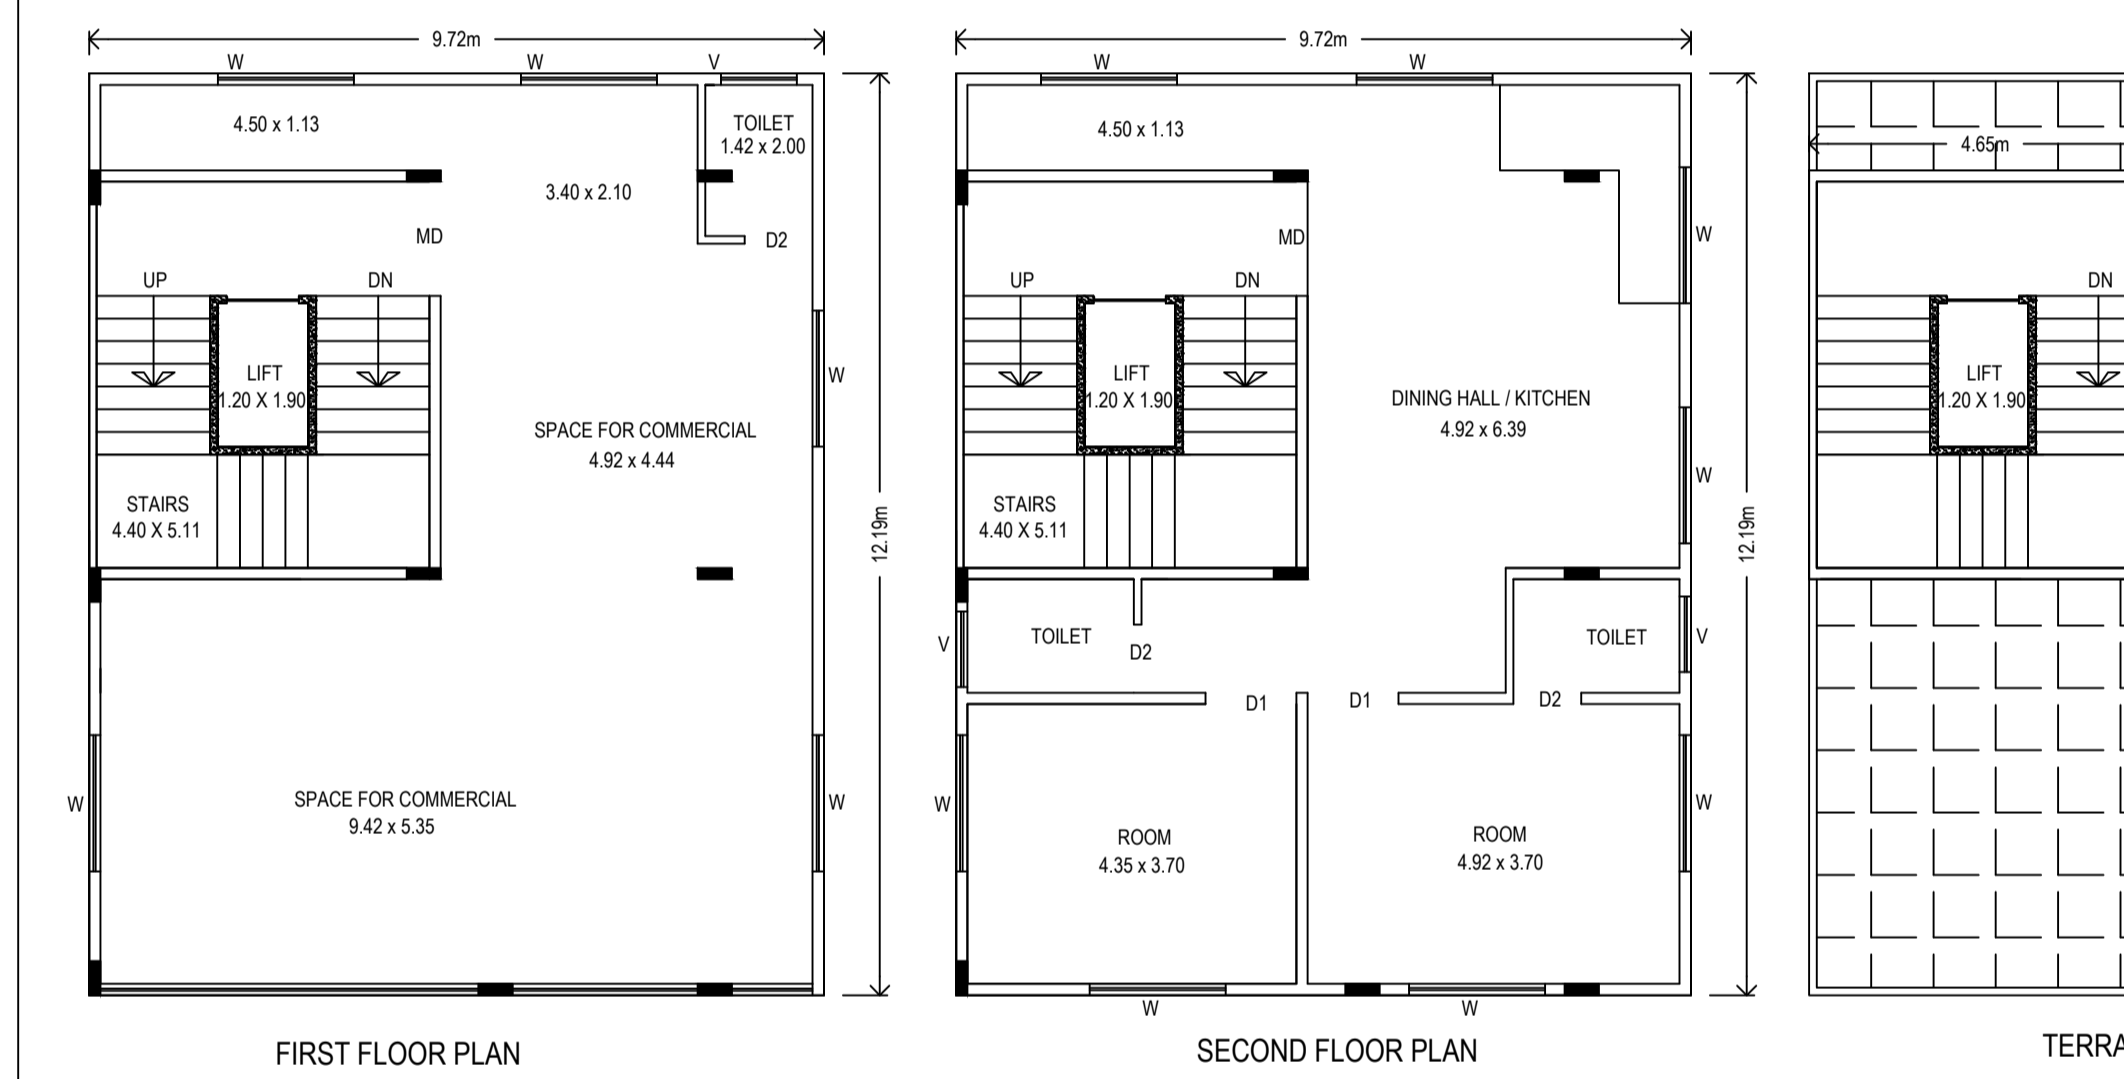 9.72m
W
W
V
4.50 x 1.13
TOILET
1.42 x 2.00
3.40 x 2.10
MD
D2
UP
DN
LIFT
1.20 X 1.90
W
SPACE FOR COMMERCIAL
4.92 x 4.44
STAIRS
4.40 X 5.11
12.19m
W
SPACE FOR COMMERCIAL
9.42 x 5.35
W
FIRST FLOOR PLAN
9.72m
W
W
4.50 x 1.13
MD
W
UP
DN
LIFT
1.20 X 1.90
DINING HALL / KITCHEN
4.92 x 6.39
W
STAIRS
4.40 X 5.11
12.19m
V
TOILET
D2
TOILET
V
D1
D1
D2
W
W
ROOM
4.35 x 3.70
ROOM
4.92 x 3.70
W
W
SECOND FLOOR PLAN
4.65m
DN
LIFT
1.20 X 1.90
TERRA